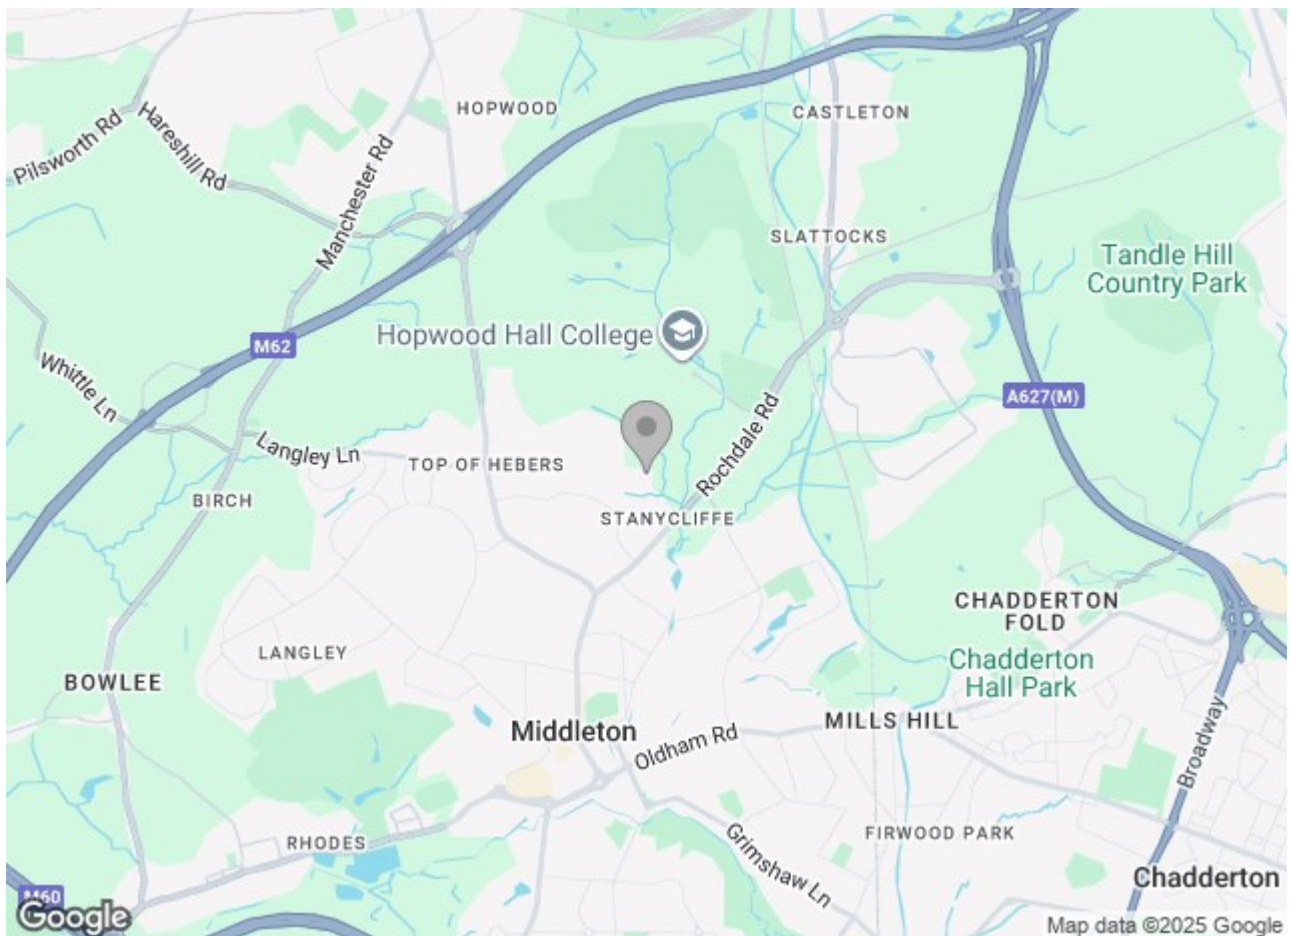 HOPWOOD
CASTLETON
Pilsworth Rd
Hareshill Rd
Manchester Rd
SLATTOCKS
Tandle Hill
Country Park
Hopwood Hall College
M62
Whittle Ln
A627(M)
Langley Ln
TOP OF HEBERS
Rochdale Rd
BIRCH
STANYCLIFFE
CHADDERTON
FOLD
LANGLEY
Chadderton
Hall Park
BOWLEE
Middleton
Oldham Rd
MILLS HILL
Broadway
RHODES
Grimshaw Ln
FIRWOOD PARK
Chadderton
M60
Google
Map data ©2025 Google